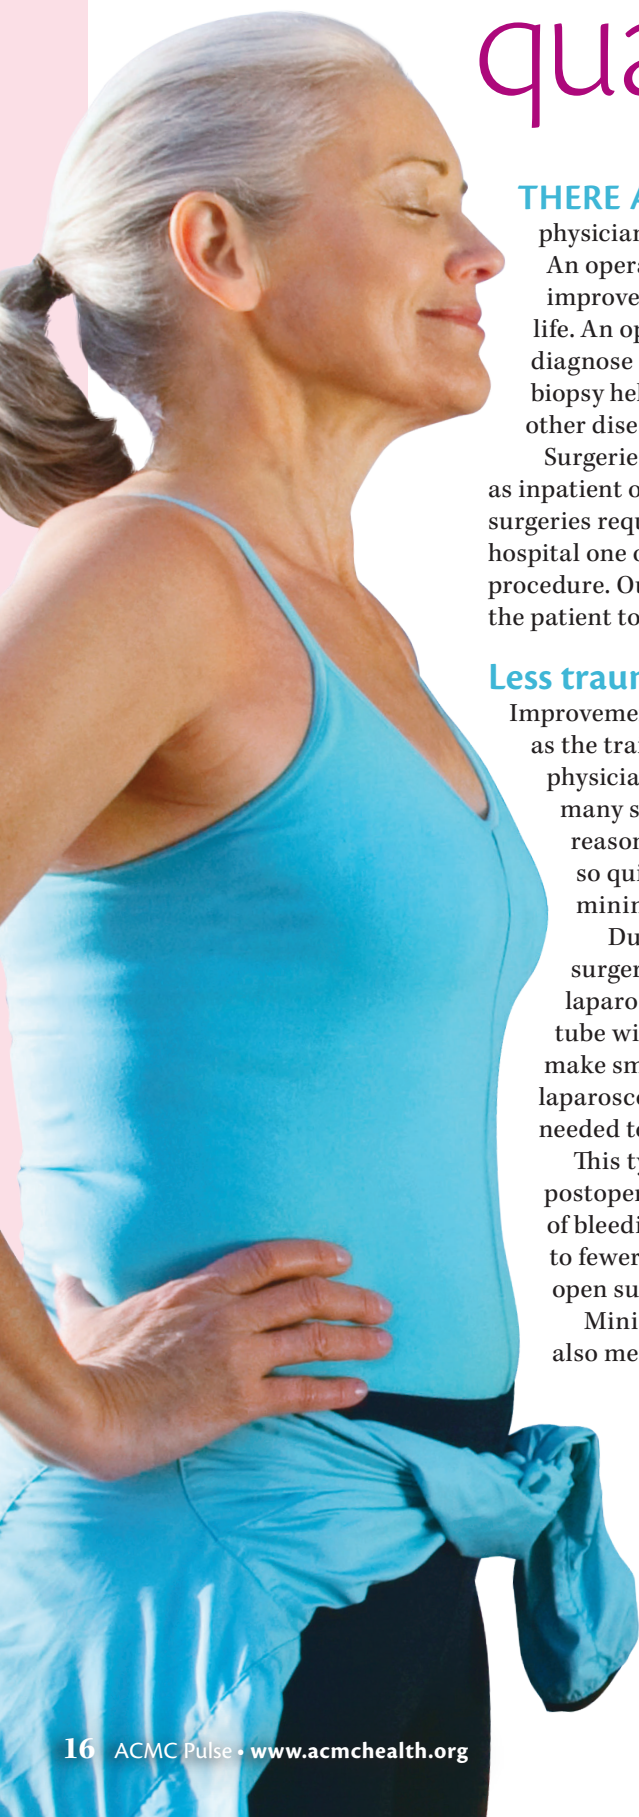 qua
THERE A
physician
An opera
improve
life. An op
diagnose
biopsy hel
other dise
Surgerie
as inpatient o
surgeries requ
hospital one o
procedure. Ou
the patient to
Less traum
Improveme
as the trai
physicia
many s
reason
so qui
minin
Du
surger
laparo
tube wi
make sm
laparosco
needed to
This ty
postoper
of bleedi
to fewer
open su
Mini
also me
16 ACMC Pulse • www.acmchealth.org